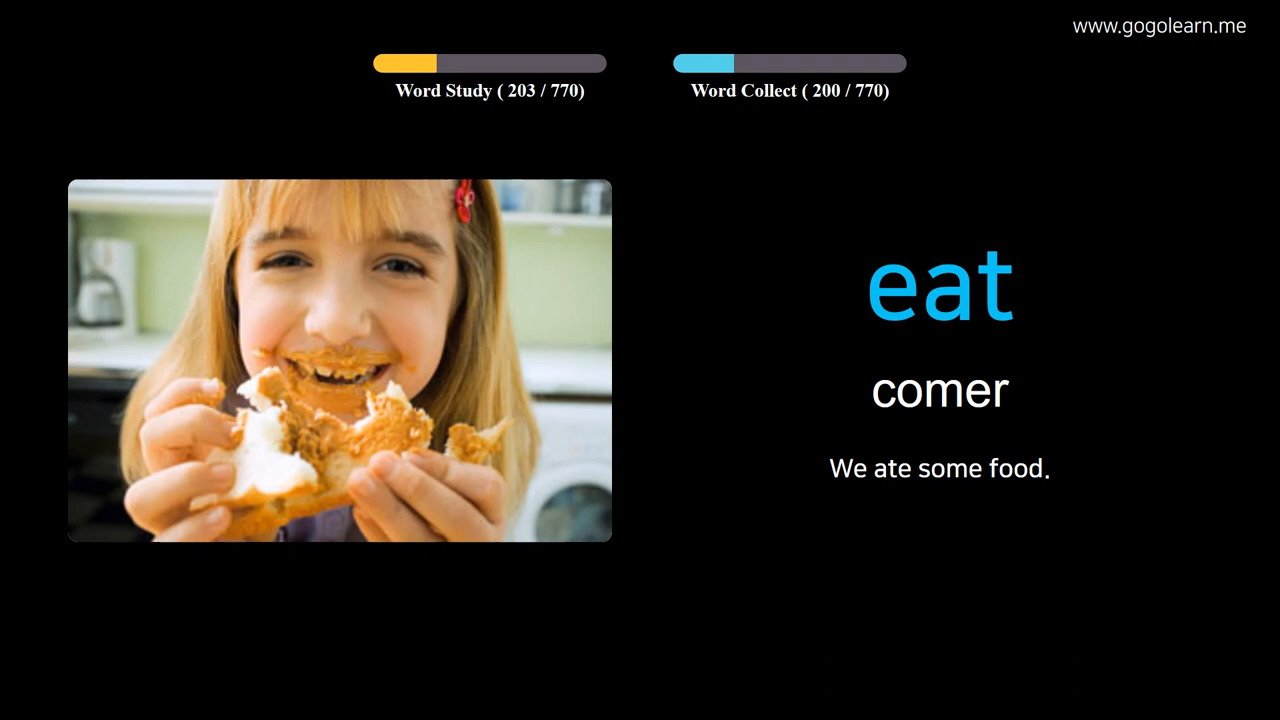 www.gogolearn.me
Word Study ( 203 / 770)
Word Collect ( 200 / 770)
eat
comer
We ate some food.